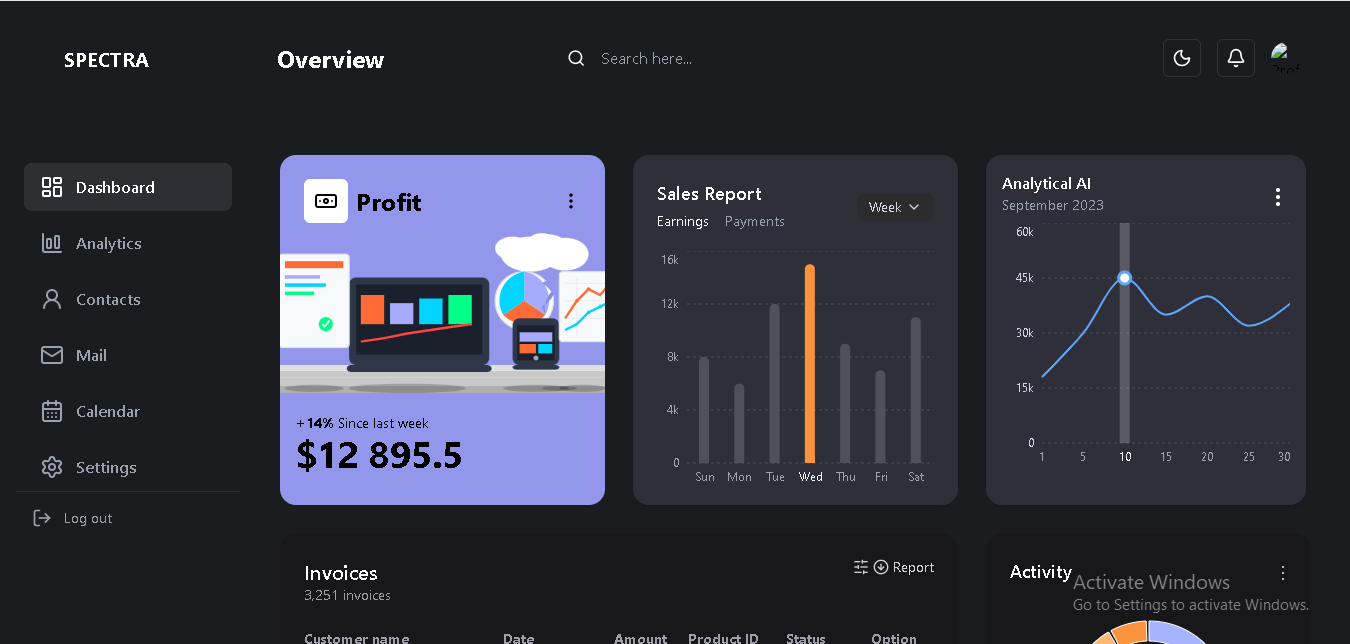 SPECTRA
Overview
Search here...
Dashboard
Analytics
Contacts
Mail
Calendar
Settings
Log out
Profit
+ 14% Since last week
$12 895.5
Sales Report
Earnings Payments
Week
16k
12k
8k
4k
0
Sun Mon Tue Wed Thu Fri Sat
Analytical AI
September 2023
60k
45k
30k
15k
0
1 5 10 15 20 25 30
Invoices
3,251 invoices
Report
Customer name Date Amount Product ID Status Option
Activity
Activate Windows
Go to Settings to activate Windows.